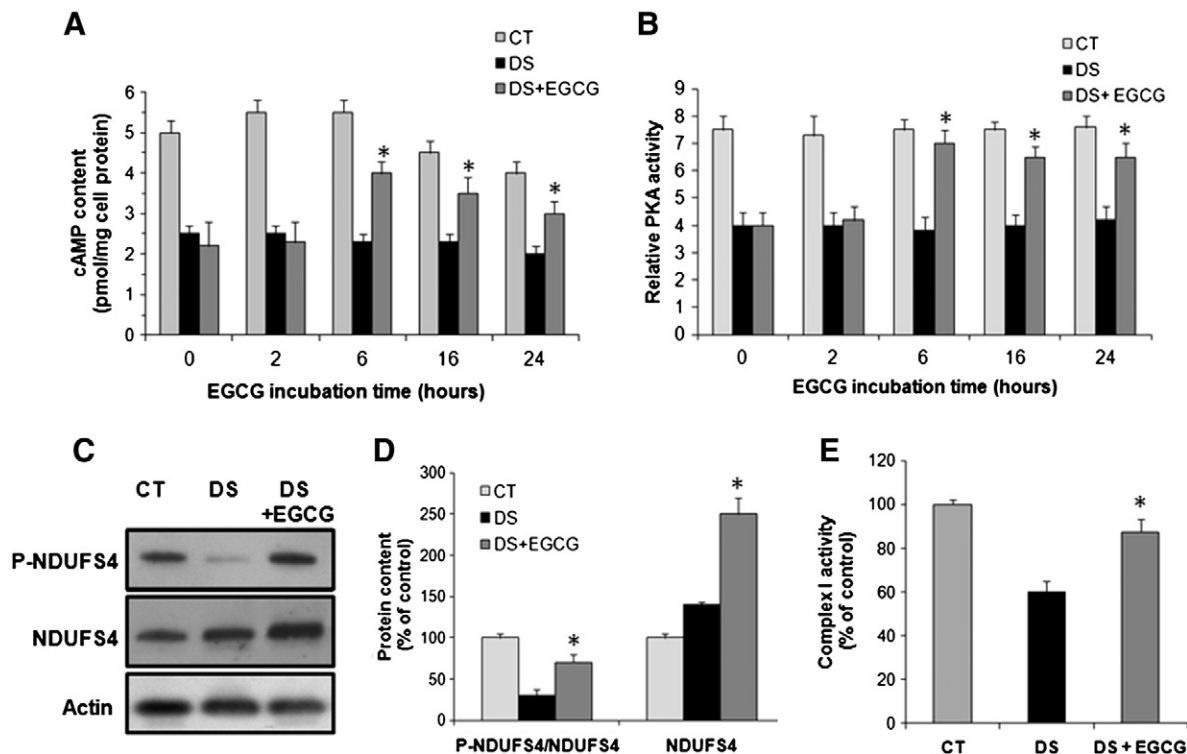 A
CT
DS
DS+EGCG
cAMP content
(pmol/mg cell protein)
6
5
4
3
2
1
0
*
*
*
0 2 6 16 24
EGCG incubation time (hours)
B
CT
DS
DS+ EGCG
Relative PKA activity
9
8
7
6
5
4
3
2
1
0
*
*
*
0 2 6 16 24
EGCG incubation time (hours)
C
CT DS DS
+EGCG
P-NDUFS4
NDUFS4
Actin
D
CT
DS
DS+EGCG
Protein content
(% of control)
300
250
200
150
100
50
0
*
*
P-NDUFS4/NDUFS4 NDUFS4
E
Complex I activity
(% of control)
120
100
80
60
40
20
0
*
CT DS DS + EGCG